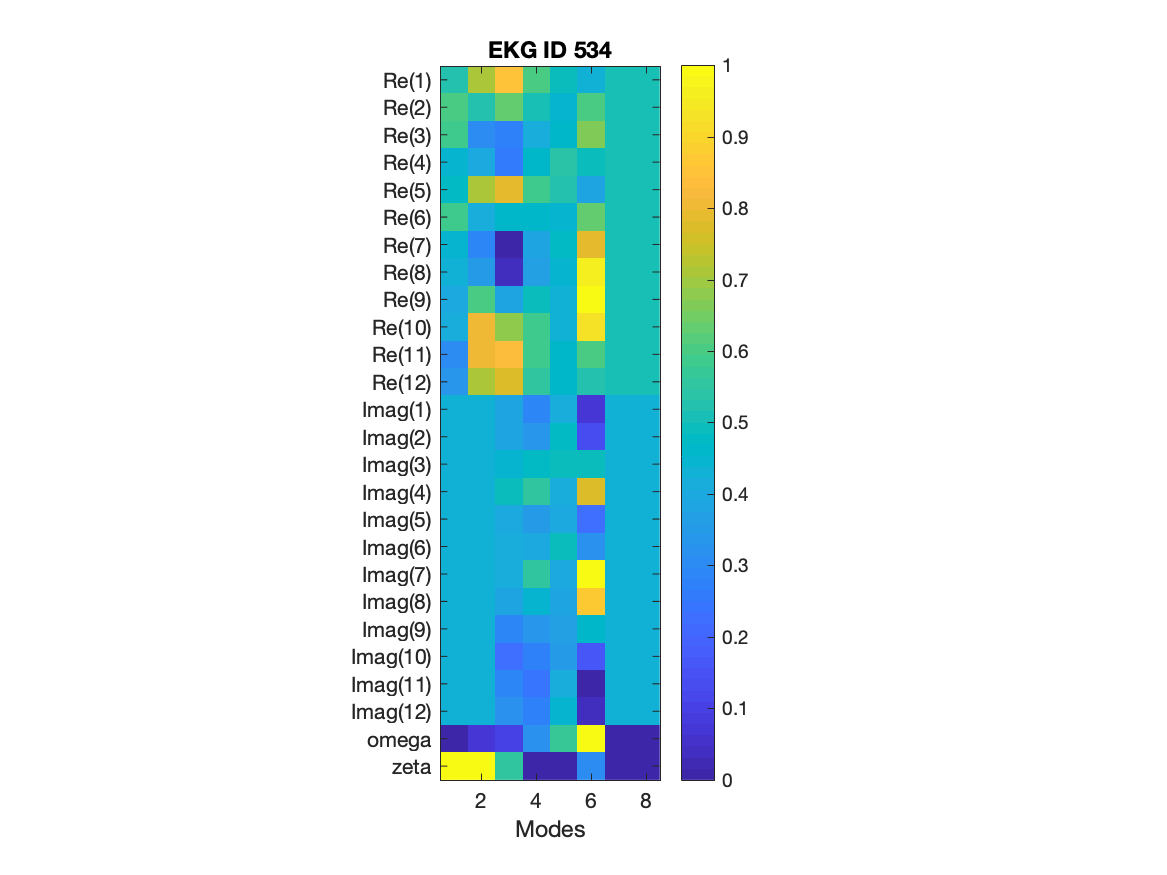 EKG ID 534
Re(1)
Re(2)
Re(3)
Re(4)
Re(5)
Re(6)
Re(7)
Re(8)
Re(9)
Re(10)
Re(11)
Re(12)
Imag(1)
Imag(2)
Imag(3)
Imag(4)
Imag(5)
Imag(6)
Imag(7)
Imag(8)
Imag(9)
Imag(10)
Imag(11)
Imag(12)
omega
zeta
2 4 6 8
Modes
1
0.9
0.8
0.7
0.6
0.5
0.4
0.3
0.2
0.1
0